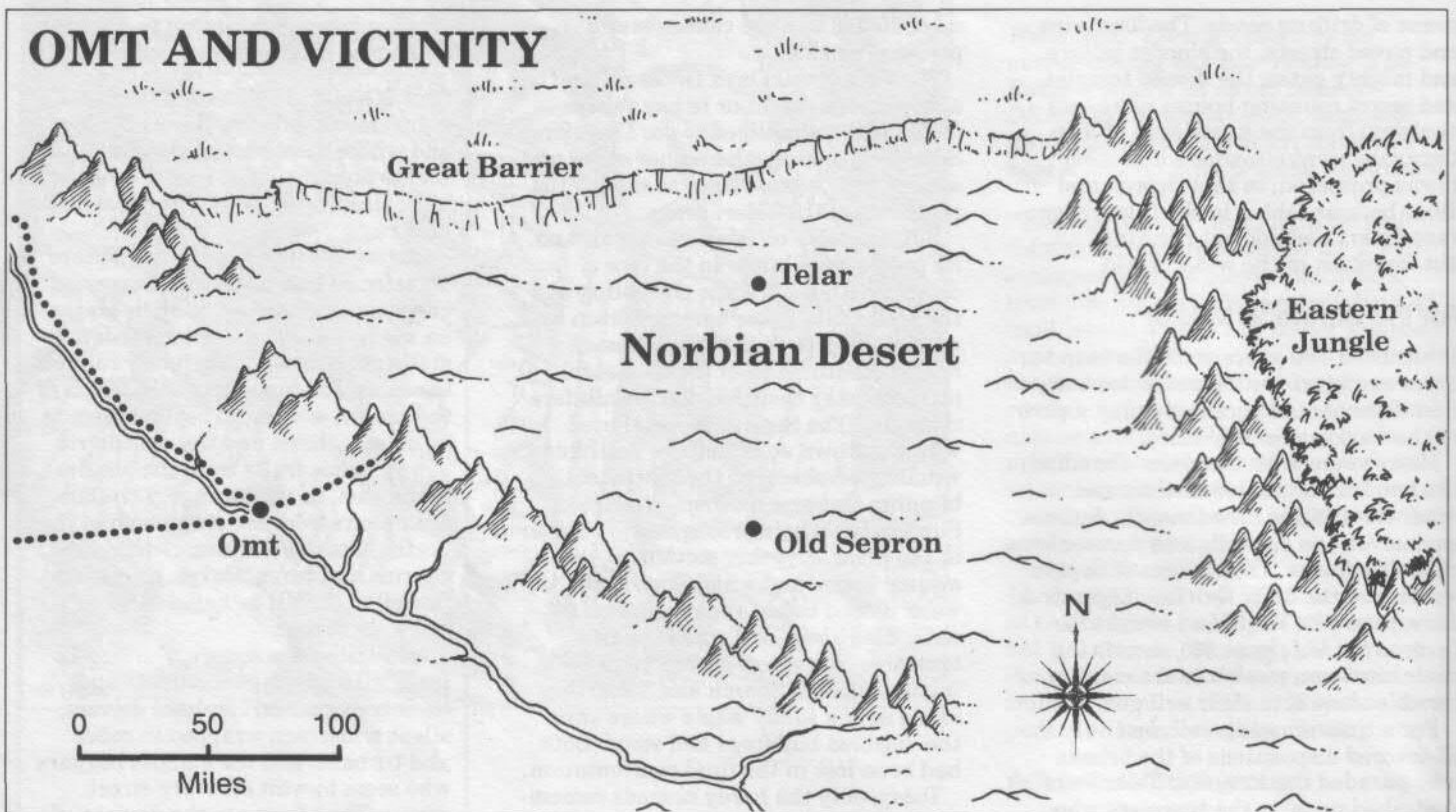 OMT AND VICINITY
Great Barrier
Telar
Eastern
Jungle
Norbian Desert
Omt
Old Sepron
N
0 50 100
Miles